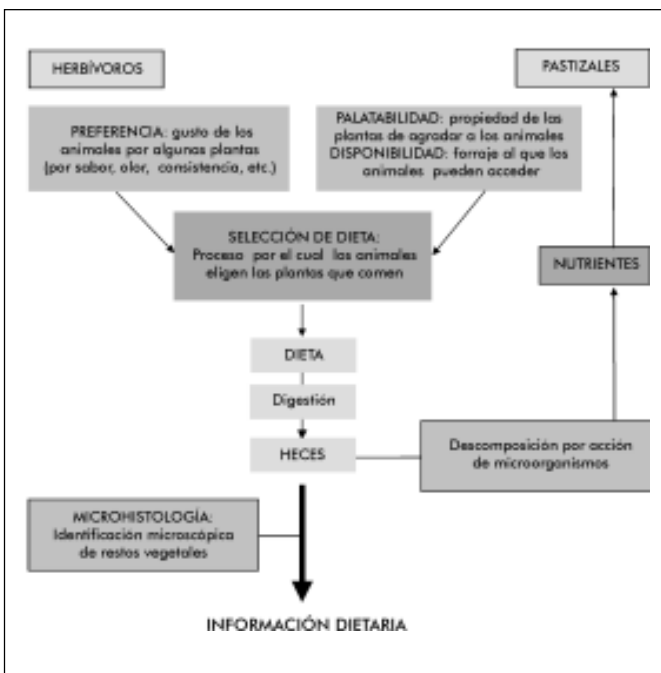 HERBÍVOROS
PASTIZALES
PREFERENCIA: gusto de los
animales por algunas plantas
(por sabor, olor, consistencia, etc.)
PALATABILIDAD: propiedad de las
plantas de agradar a los animales
DISPONIBILIDAD: forraje al que los
animales pueden acceder
SELECCIÓN DE DIETA:
Proceso por el cual los animales
eligen las plantas que comen
NUTRIENTES
DIETA
Digestión
HECES
Descomposición por acción
de microorganismos
MICROHISTOLOGÍA:
Identificación microscópica
de restos vegetales
INFORMACIÓN DIETARIA